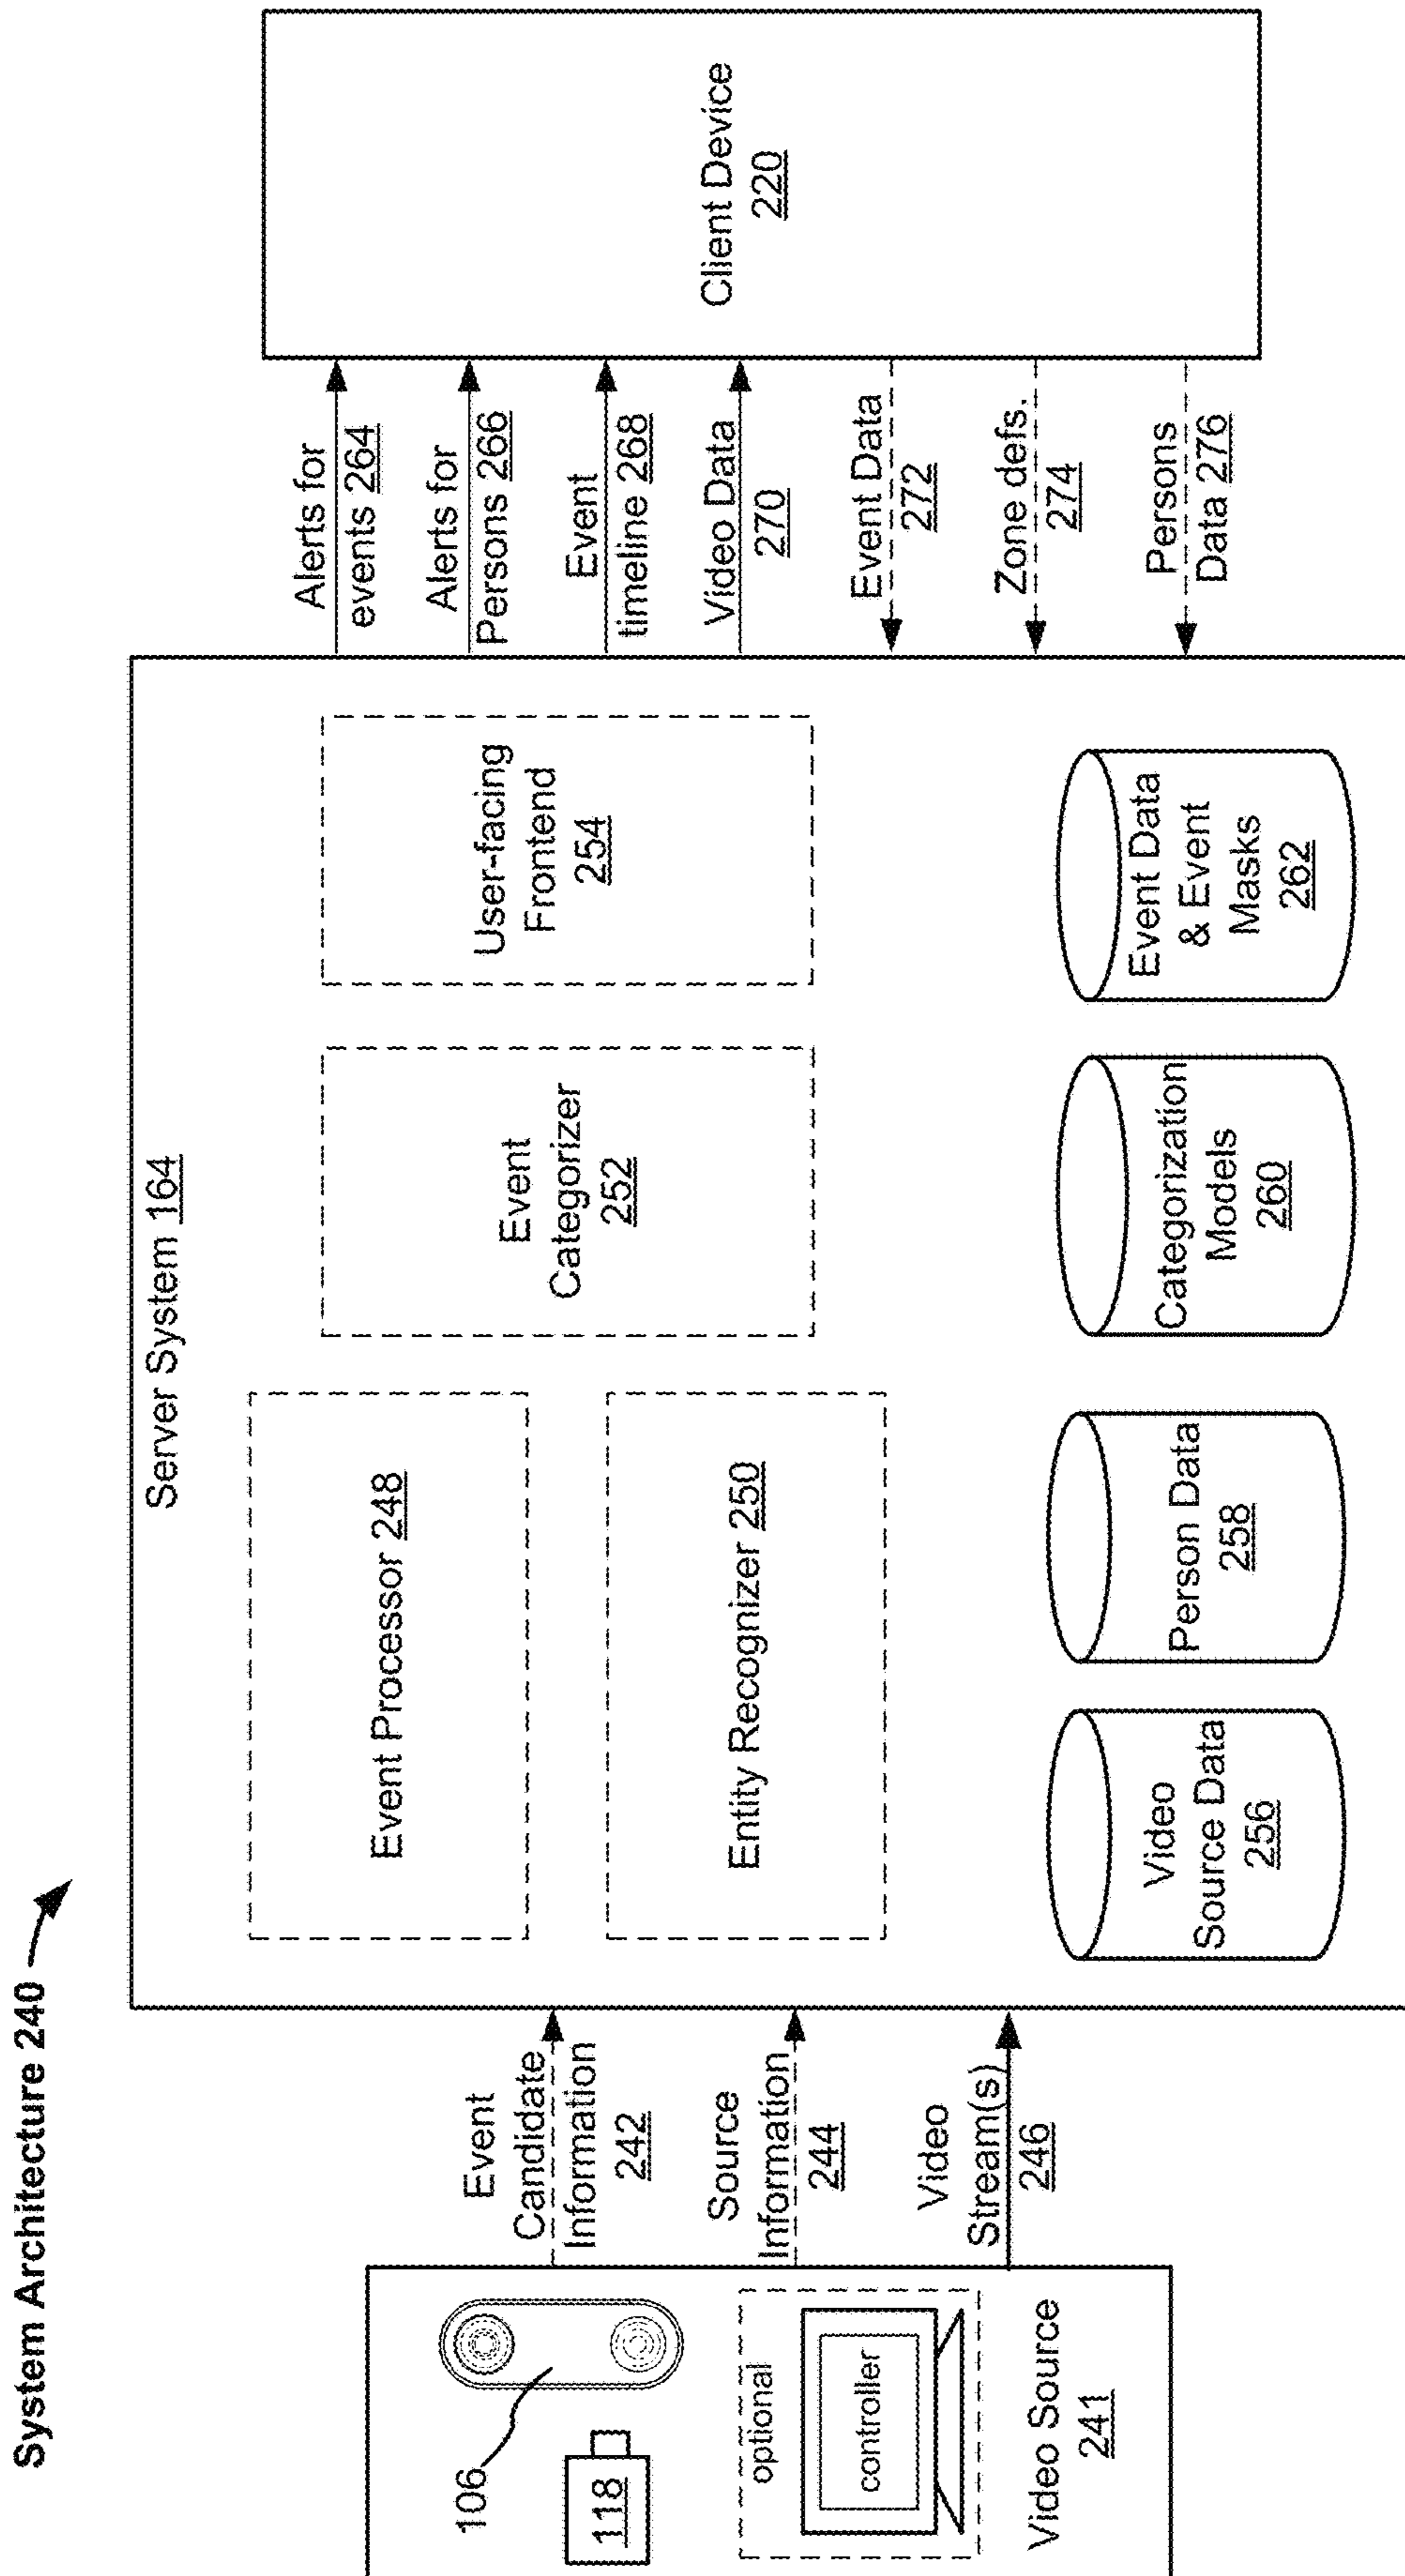 System Architecture 240
106
118
optional
controller
Video Source
241
Event
Candidate
Information
242
Source
Information
244
Video
Stream(s)
246
Server System 164
Event Processor 248
Entity Recognizer 250
Event
Categorizer
252
User-facing
Frontend
254
Video
Source Data
256
Person Data
258
Categorization
Models
260
Event Data
& Event
Masks
262
Alerts for
events 264
Alerts for
Persons 266
Event
timeline 268
Video Data
270
Event Data
272
Zone defs.
274
Persons
Data 276
Client Device
220